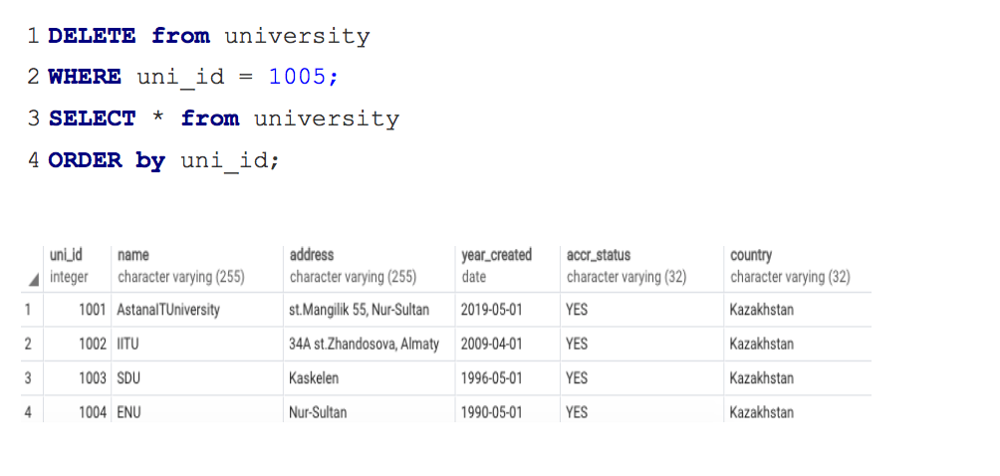 1 DELETE from university
2 WHERE uni_id = 1005;
3 SELECT * from university
4 ORDER by uni_id;
uni_id name address year_created accr_status country
integer character varying (255) character varying (255) date character varying (32) character varying (32)
1 1001 AstanaITUniversity st.Mangilik 55, Nur-Sultan 2019-05-01 YES Kazakhstan
2 1002 IITU 34A st.Zhandosova, Almaty 2009-04-01 YES Kazakhstan
3 1003 SDU Kaskelen 1996-05-01 YES Kazakhstan
4 1004 ENU Nur-Sultan 1990-05-01 YES Kazakhstan